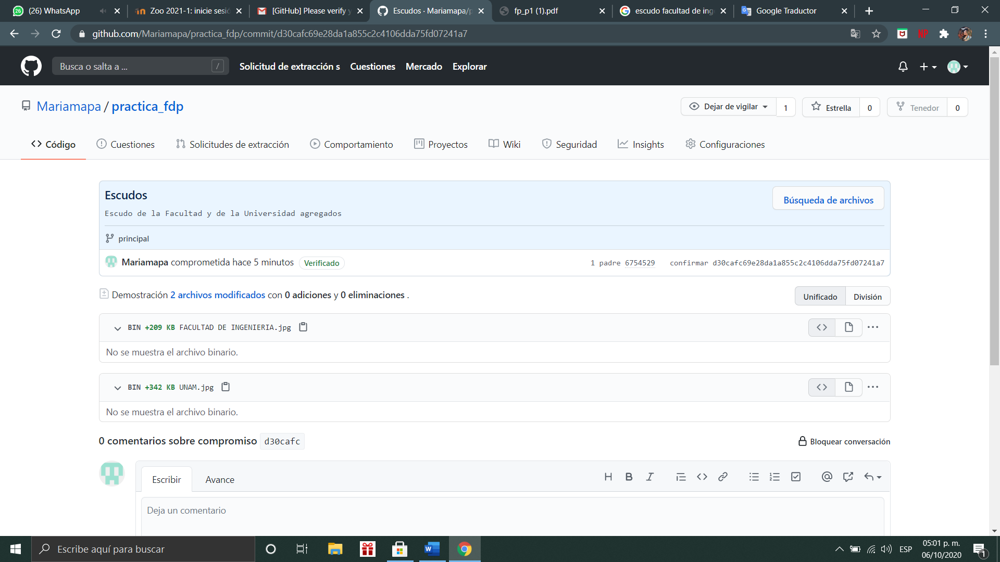 (26) WhatsApp
Zoo 2021-1: inicie sesió
[GitHub] Please verify y
Escudos · Mariamapa/p
fp_p1 (1).pdf
escudo facultad de ing
Google Traductor
github.com/Mariamapa/practica_fdp/commit/d30cafc69e28da1a855c2c4106dda75fd07241a7
NP
Busca o salta a ... /
Solicitud de extracción s Cuestiones Mercado Explorar
Mariamapa / practica_fdp
Dejar de vigilar 1
Estrella 0
Tenedor 0
Código Cuestiones Solicitudes de extracción Comportamiento Proyectos Wiki Seguridad Insights Configuraciones
Escudos
Búsqueda de archivos
Escudo de la Facultad y de la Universidad agregados
principal
Mariamapa comprometida hace 5 minutos Verificado
1 padre 6754529 confirmar d30cafc69e28da1a855c2c4106dda75fd07241a7
Demostración 2 archivos modificados con 0 adiciones y 0 eliminaciones .
Unificado División
BIN +209 KB FACULTAD DE INGENIERIA.jpg
No se muestra el archivo binario.
BIN +342 KB UNAM.jpg
No se muestra el archivo binario.
0 comentarios sobre compromiso d30cafc
Bloquear conversación
Escribir Avance
Deja un comentario
Escribe aquí para buscar
ESP
05:01 p. m.
06/10/2020
1